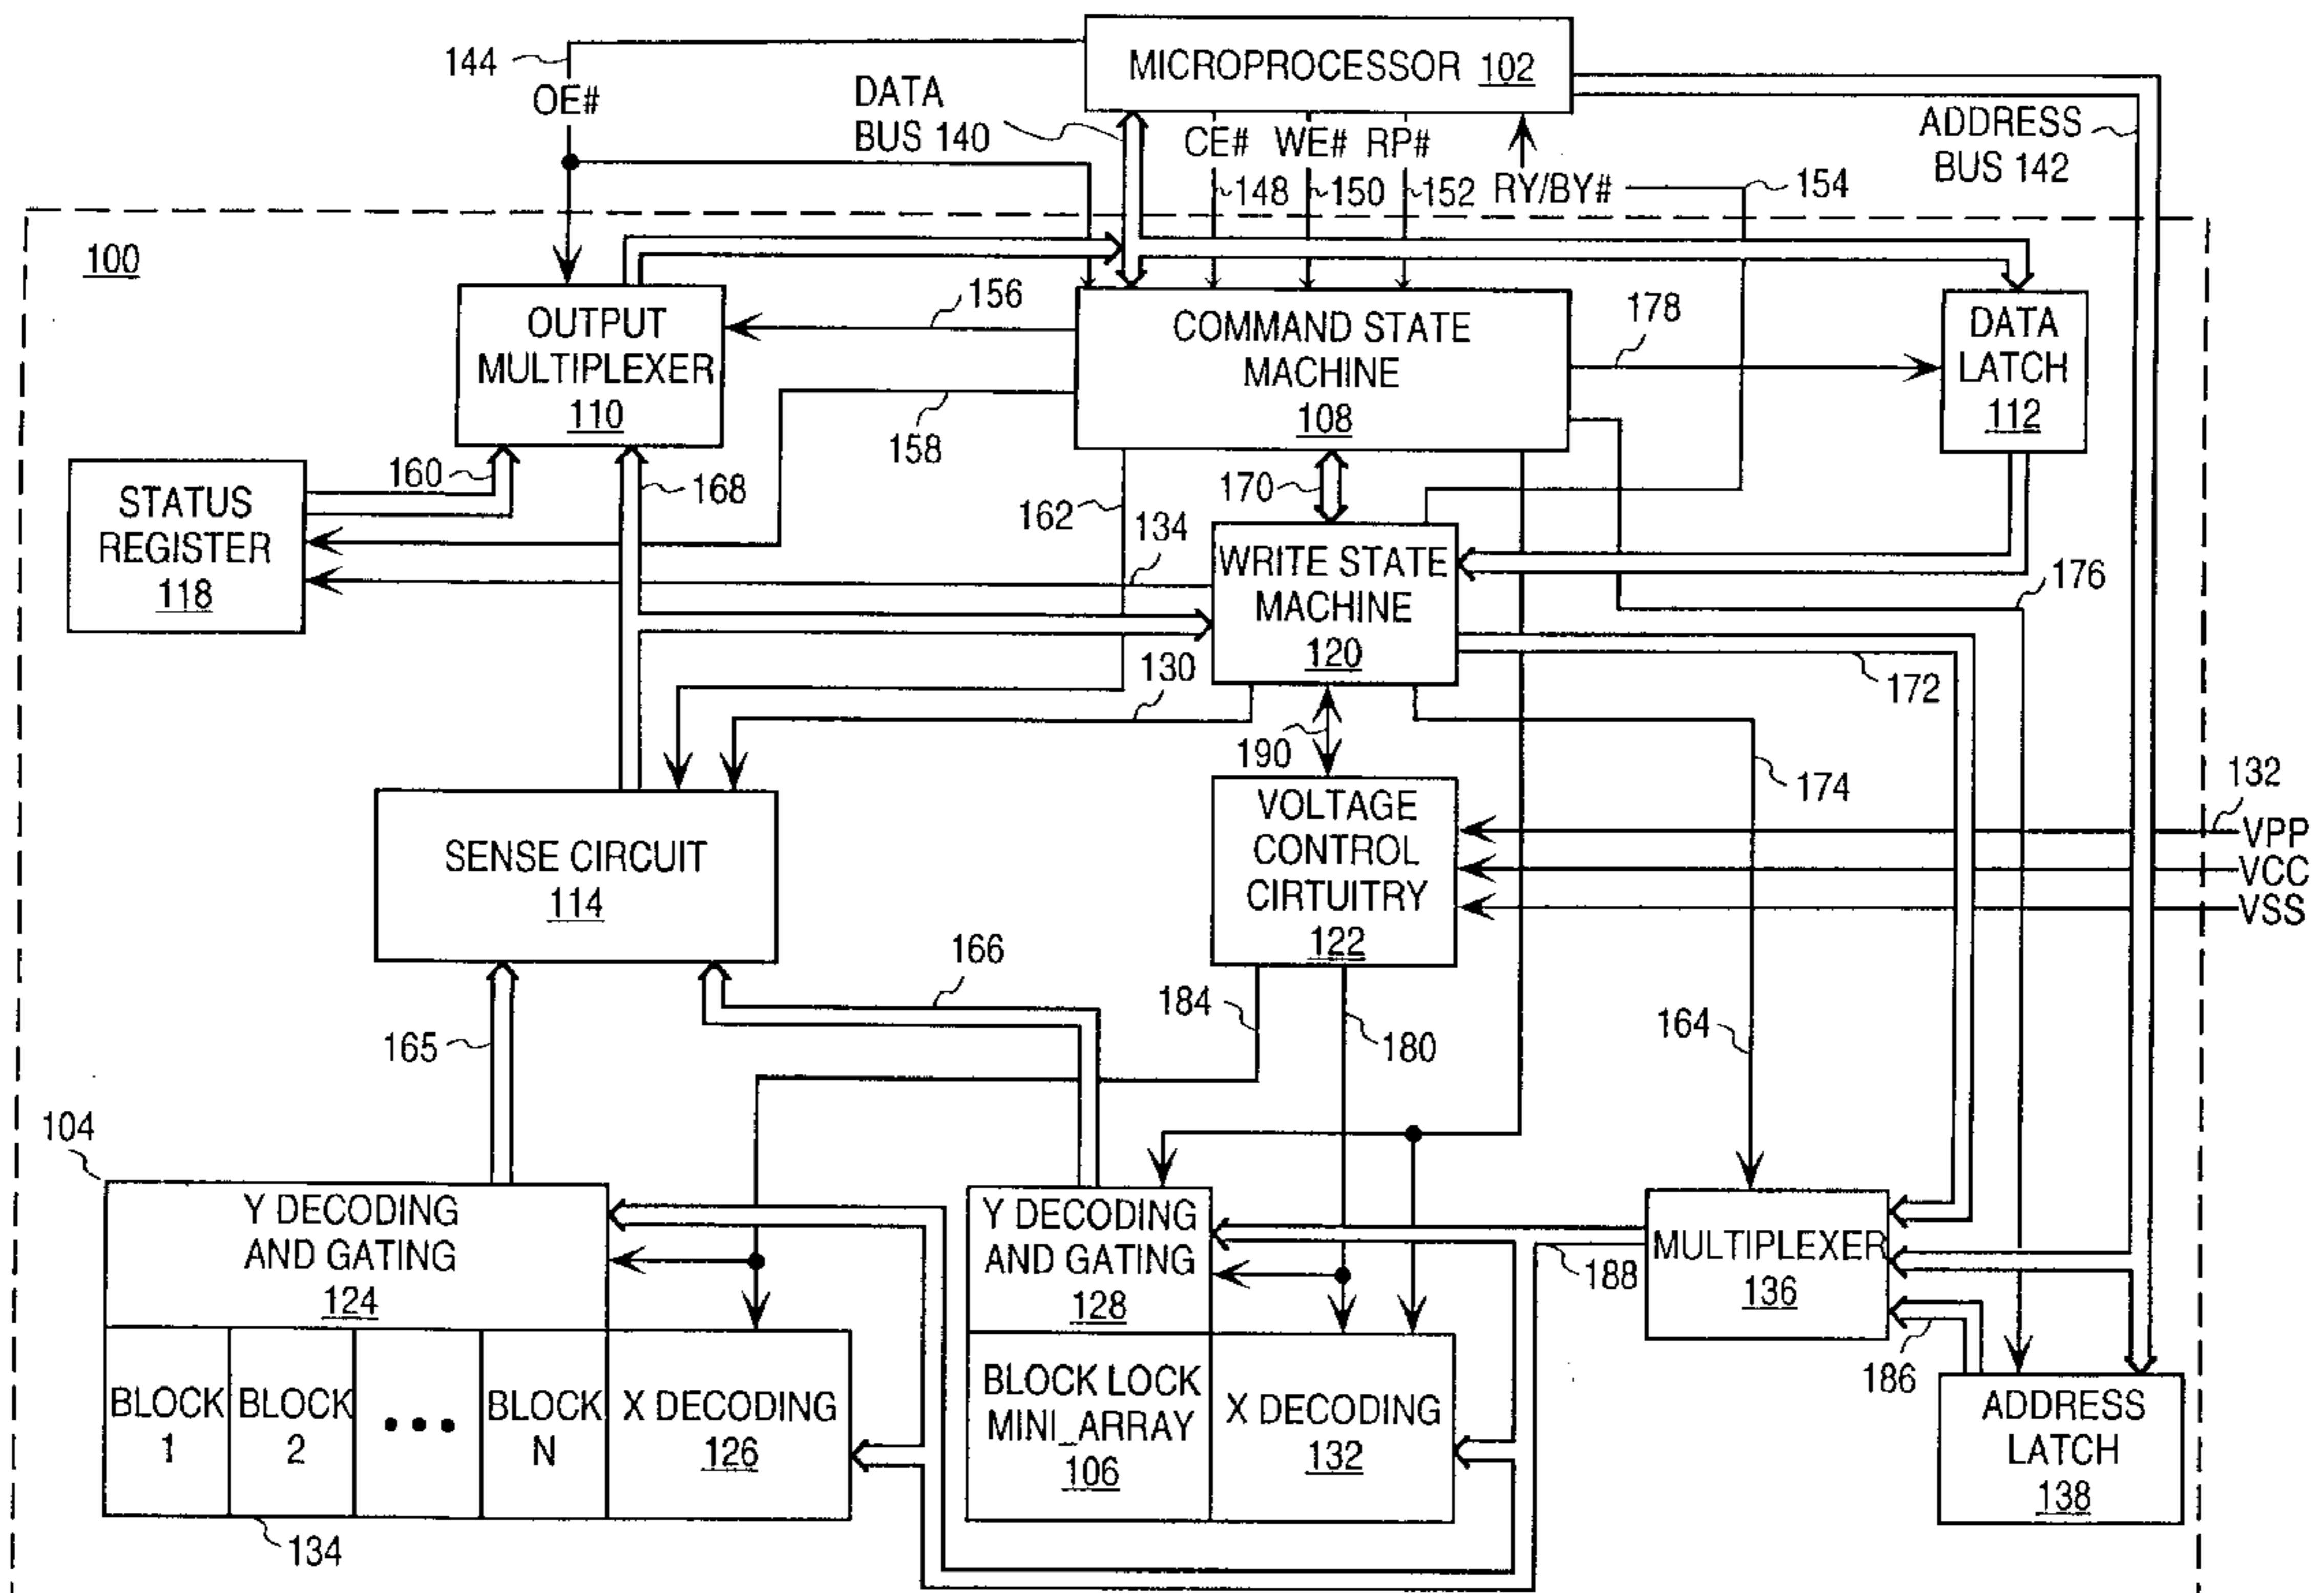 MICROPROCESSOR 102
144
OE#
DATA
BUS 140
CE# WE# RP#
148 150 152 RY/BY# 154
ADDRESS
BUS 142
100
OUTPUT
MULTIPLEXER
110
156
158
COMMAND STATE
MACHINE
108
178
DATA
LATCH
112
STATUS
REGISTER
118
160
168
162
134
170
WRITE STATE
MACHINE
120
176
172
130
190
174
SENSE CIRCUIT
114
VOLTAGE
CONTROL
CIRTUITRY
122
132
VPP
VCC
VSS
165
166
184
180
164
104
Y DECODING
AND GATING
124
BLOCK
1
BLOCK
2
BLOCK
N
X DECODING
126
134
Y DECODING
AND GATING
128
BLOCK LOCK
MINI_ARRAY
106
X DECODING
132
188
MULTIPLEXER
136
186
ADDRESS
LATCH
138